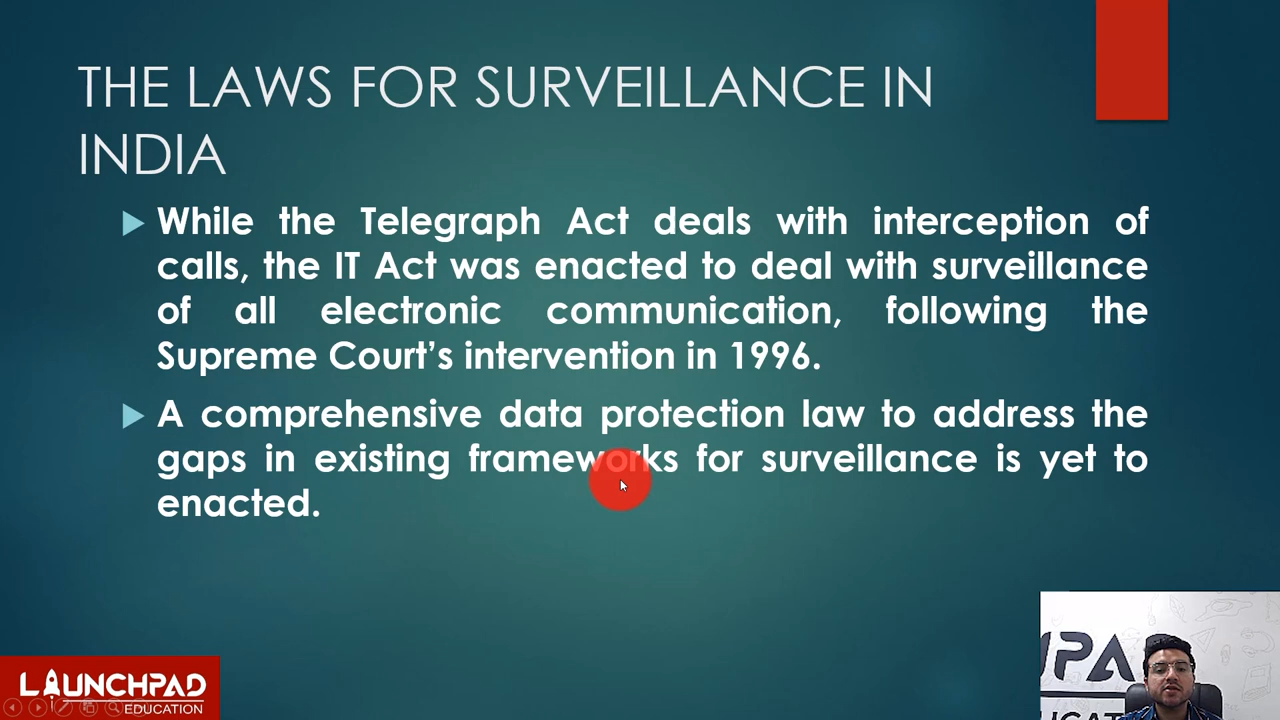 THE LAWS FOR SURVEILLANCE IN
INDIA
While the Telegraph Act deals with interception of
calls, the IT Act was enacted to deal with surveillance
of all electronic communication, following the
Supreme Court’s intervention in 1996.
A comprehensive data protection law to address the
gaps in existing frameworks for surveillance is yet to
enacted.
LAUNCHPAD
EDUCATION